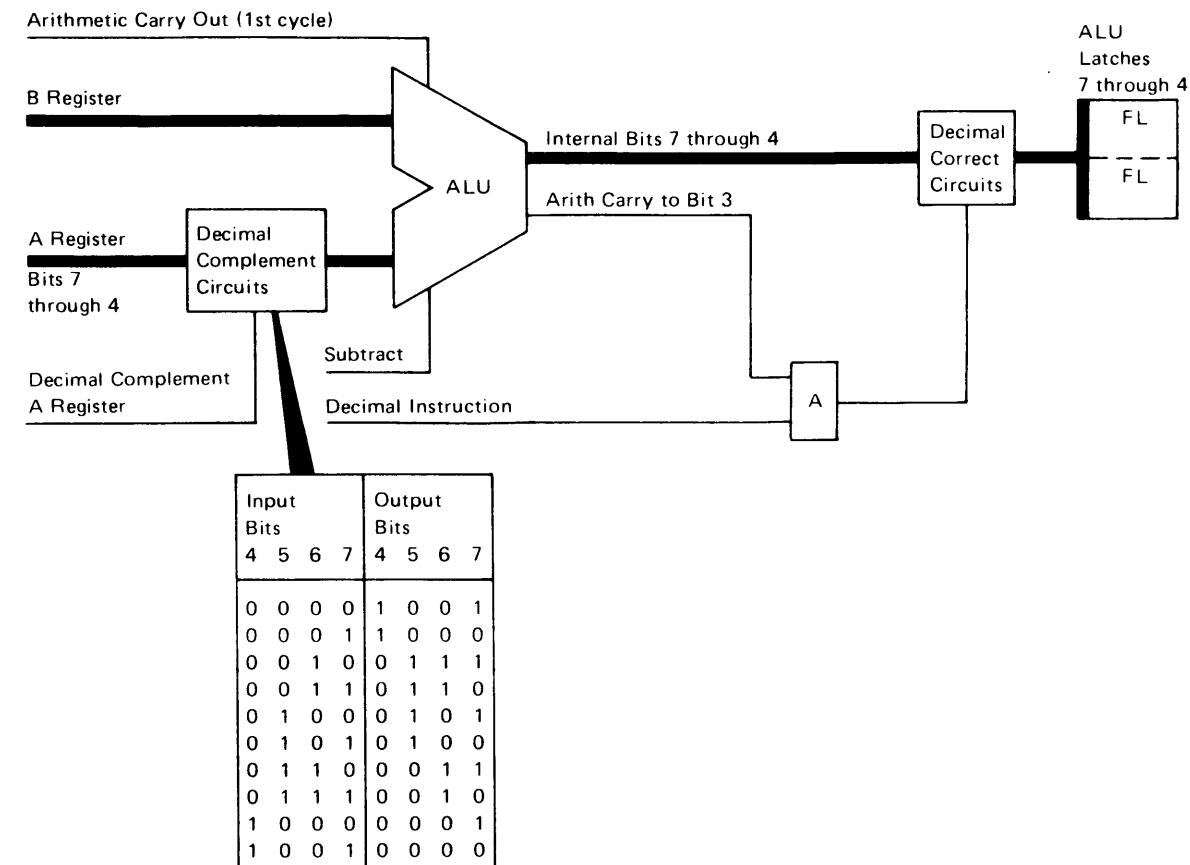 Arithmetic Carry Out (1st cycle)
ALU
Latches
7 through 4
B Register
FL
FL
Internal Bits 7 through 4
Decimal
Correct
Circuits
ALU
Arith Carry to Bit 3
A Register
Bits 7
through 4
Decimal
Complement
Circuits
Subtract
Decimal Complement
A Register
Decimal Instruction
A
Input
Bits
Output
Bits
4 5 6 7 4 5 6 7
0 0 0 0 1 0 0 1
0 0 0 1 1 0 0 0
0 0 1 0 0 1 1 1
0 0 1 1 0 1 1 0
0 1 0 0 0 1 0 1
0 1 0 1 0 1 0 0
0 1 1 0 0 0 1 1
0 1 1 1 0 0 1 0
1 0 0 0 0 0 0 1
1 0 0 1 0 0 0 0